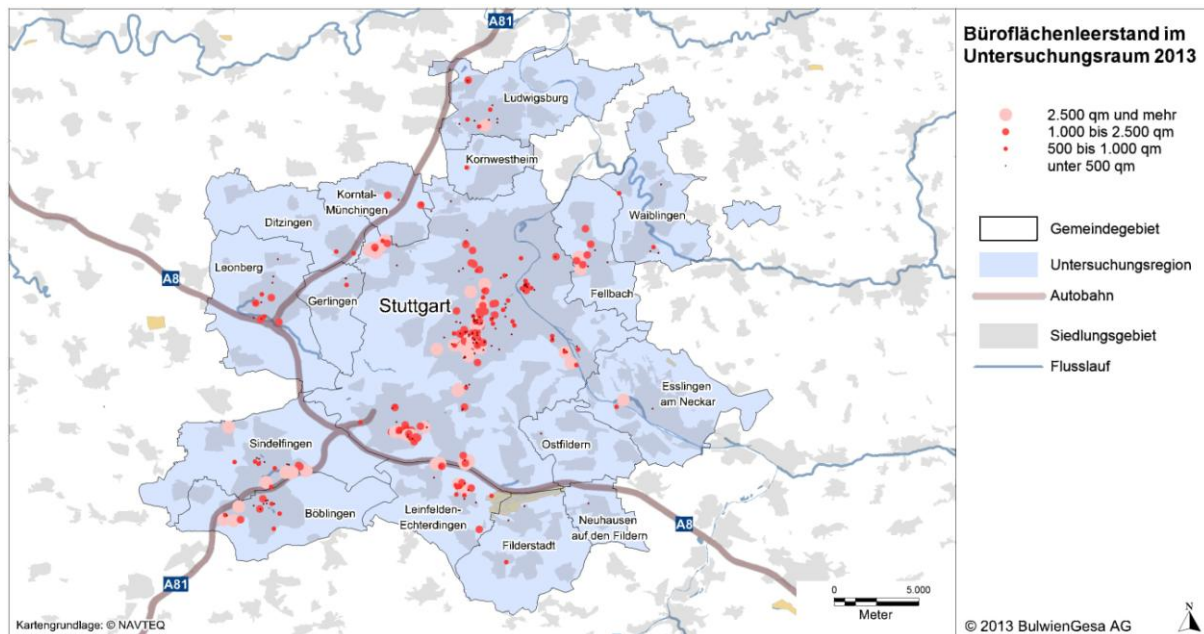 A81
Ludwigsburg
Kornwestheim
Korntal-
Münchingen
Ditzingen
Waiblingen
Leonberg
A8
Gerlingen
Stuttgart
Fellbach
Esslingen
am Neckar
Sindelfingen
Ostfildern
Böblingen
Leinfelden-
Echterdingen
Neuhausen
auf den Fildern
A8
Filderstadt
A81
0 5.000
Meter
Kartengrundlage: © NAVTEQ
Büroflächenleerstand im
Untersuchungsraum 2013
2.500 qm und mehr
1.000 bis 2.500 qm
500 bis 1.000 qm
unter 500 qm
Gemeindegebiet
Untersuchungsregion
Autobahn
Siedlungsgebiet
Flusslauf
N
© 2013 BulwienGesa AG